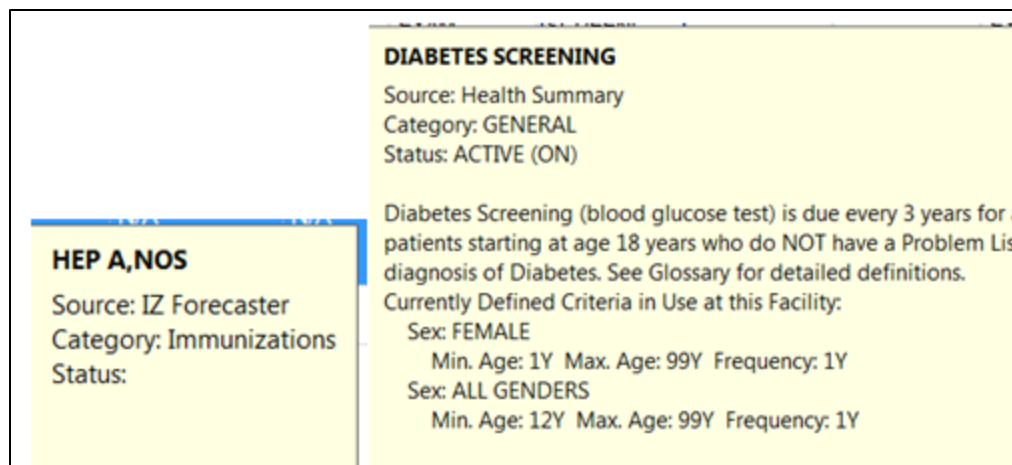 HEP A,NOS
Source: IZ Forecaster
Category: Immunizations
Status:
DIABETES SCREENING
Source: Health Summary
Category: GENERAL
Status: ACTIVE (ON)
Diabetes Screening (blood glucose test) is due every 3 years for
patients starting at age 18 years who do NOT have a Problem Lis
diagnosis of Diabetes. See Glossary for detailed definitions.
Currently Defined Criteria in Use at this Facility:
Sex: FEMALE
Min. Age: 1Y Max. Age: 99Y Frequency: 1Y
Sex: ALL GENDERS
Min. Age: 12Y Max. Age: 99Y Frequency: 1Y